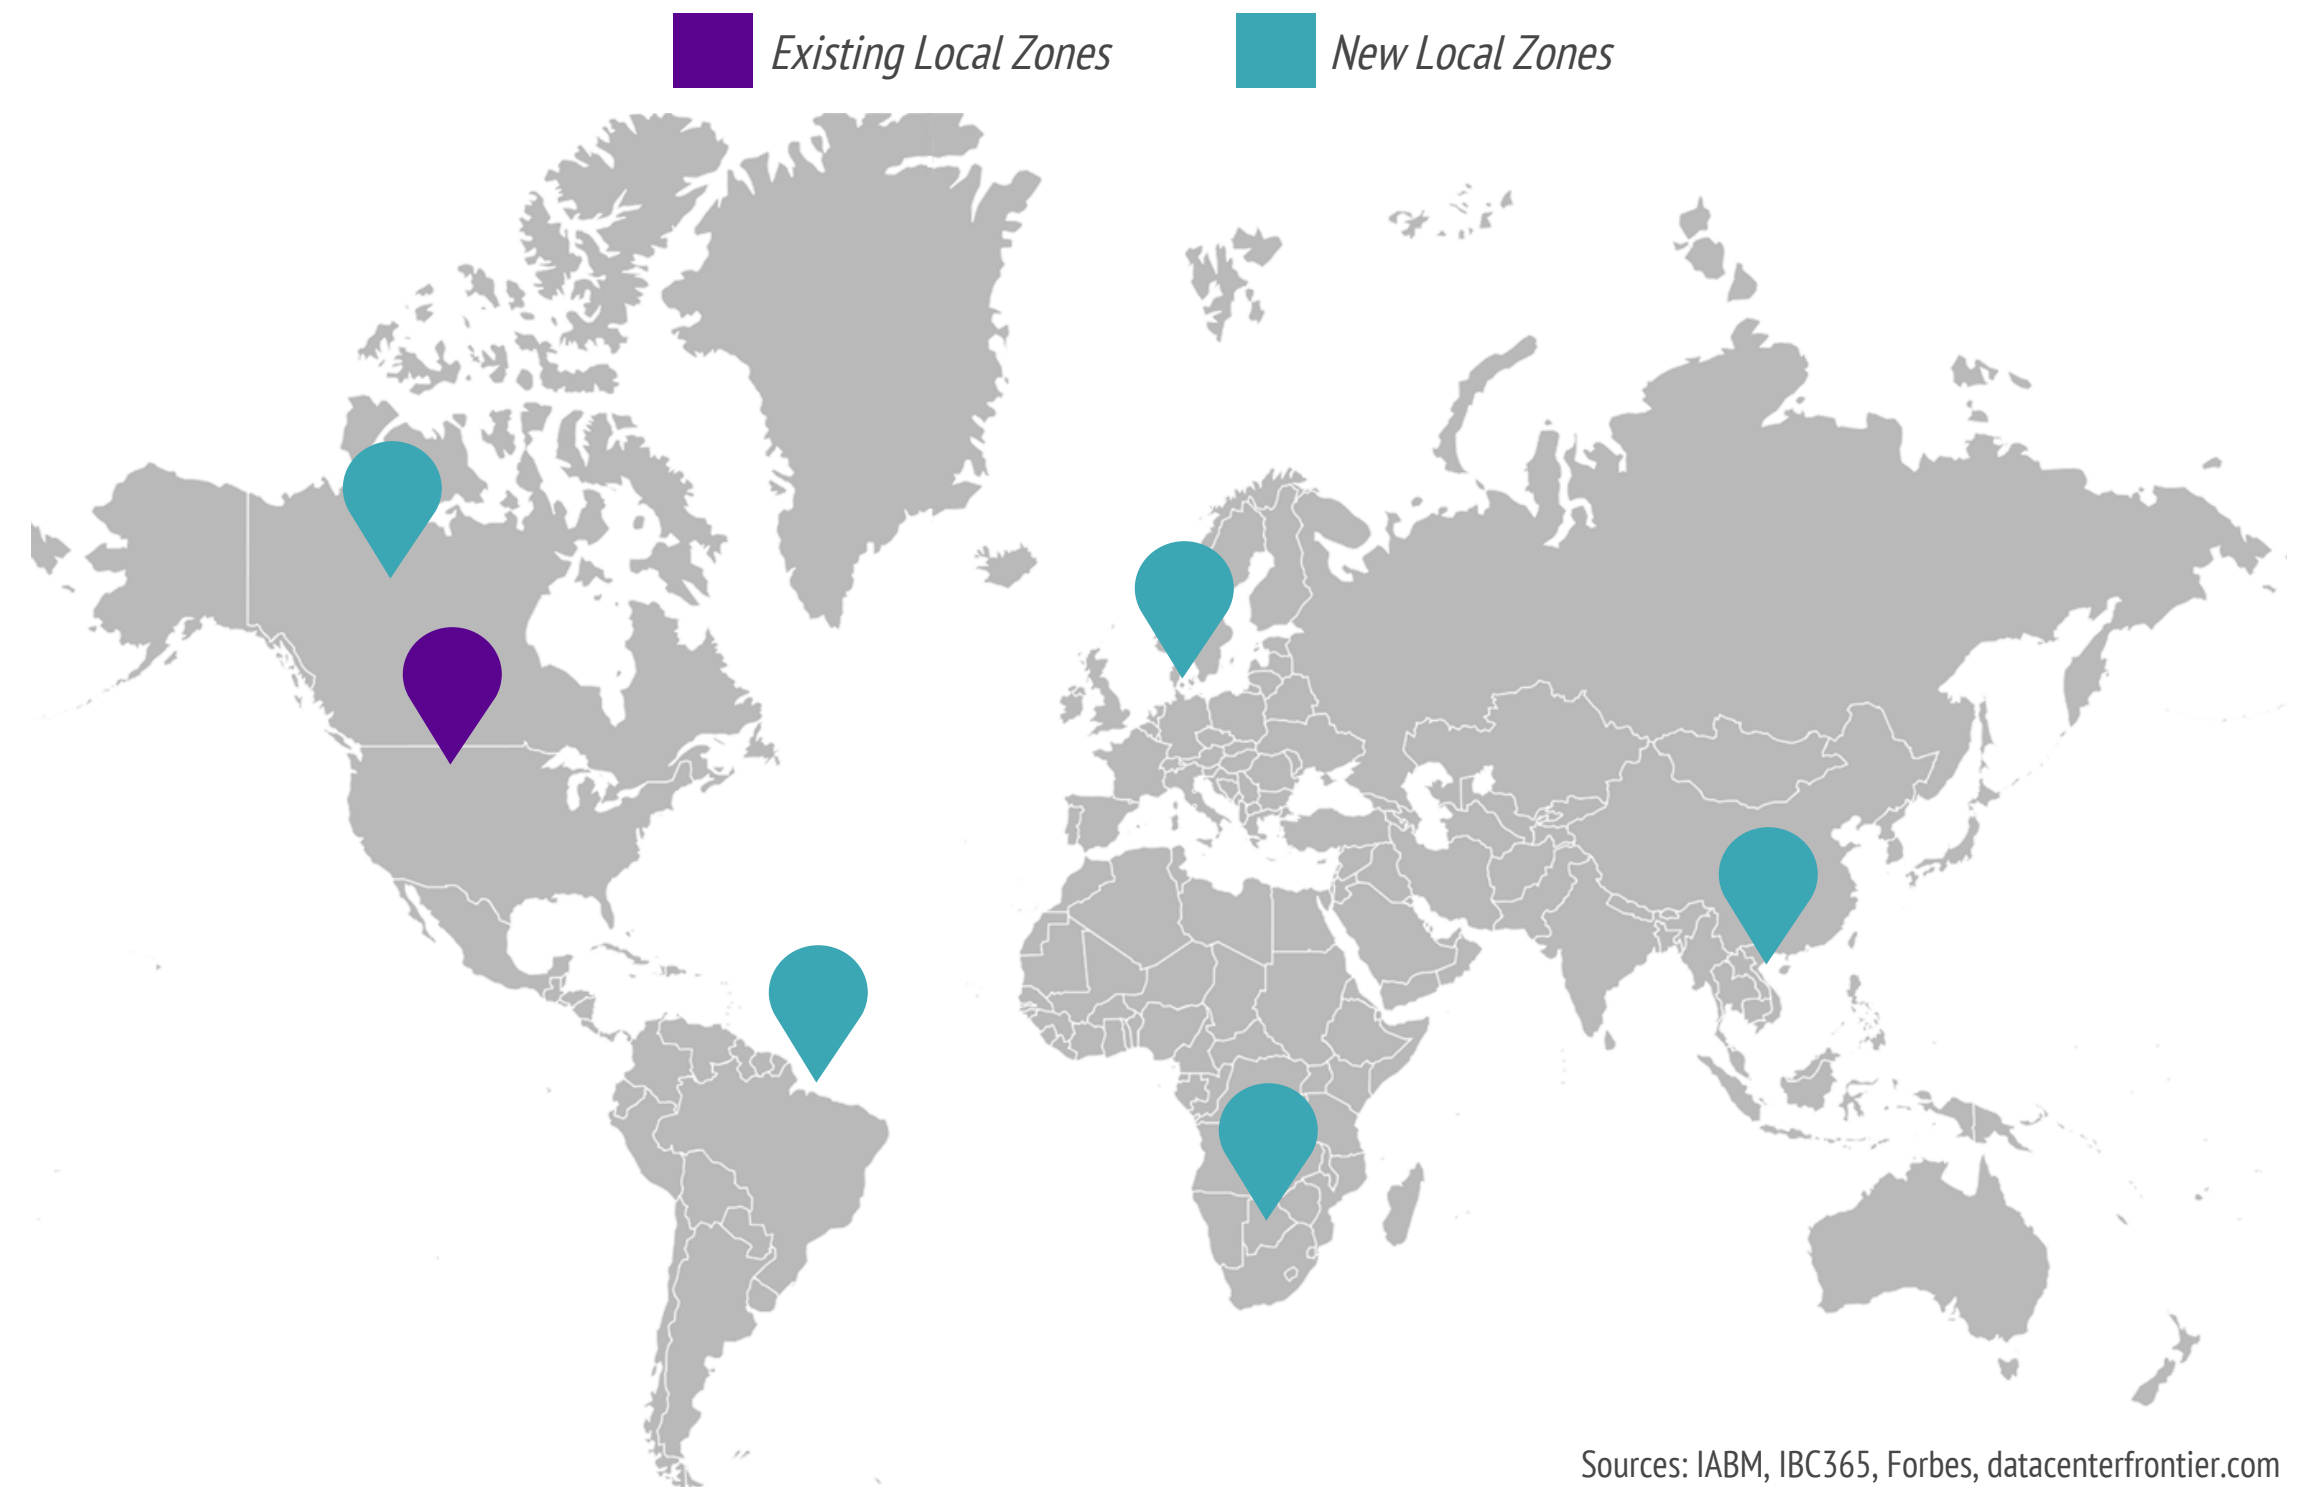 Existing Local Zones
New Local Zones
Sources: IABM, IBC365, Forbes, datacenterfrontier.com